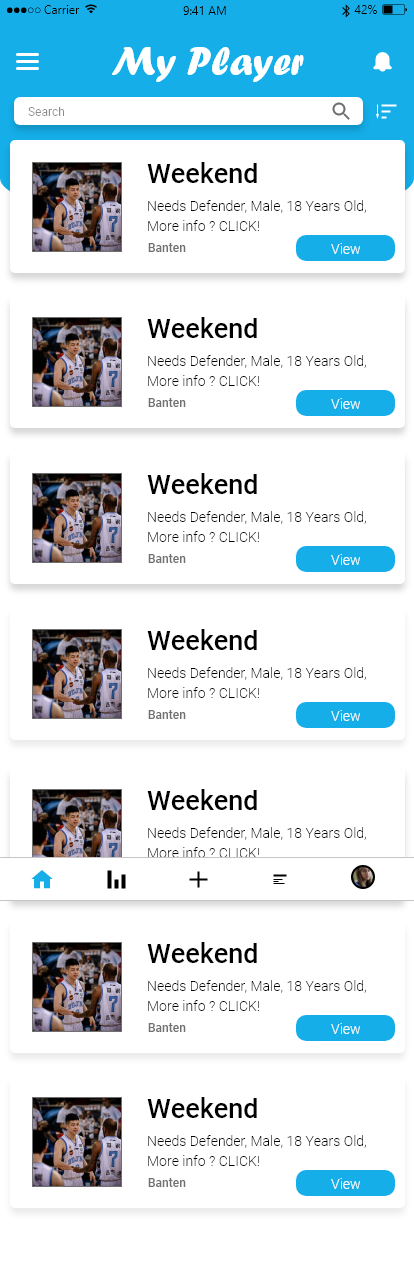 Carrier
9:41 AM
42%
My Player
Search
Weekend
Needs Defender, Male, 18 Years Old,
More info ? CLICK!
Banten
View
Weekend
Needs Defender, Male, 18 Years Old,
More info ? CLICK!
Banten
View
Weekend
Needs Defender, Male, 18 Years Old,
More info ? CLICK!
Banten
View
Weekend
Needs Defender, Male, 18 Years Old,
More info ? CLICK!
Banten
View
Weekend
Needs Defender, Male, 18 Years Old,
More info ? CLICK!
Weekend
Needs Defender, Male, 18 Years Old,
More info ? CLICK!
Banten
View
Weekend
Needs Defender, Male, 18 Years Old,
More info ? CLICK!
Banten
View